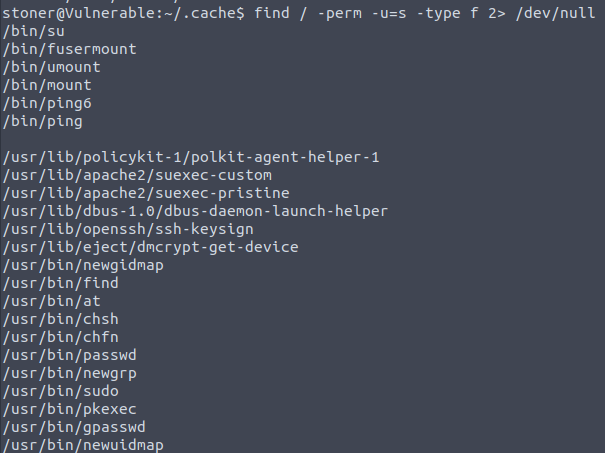 stoner@Vulnerable:~/.cache$ find / -perm -u=s -type f 2> /dev/null
/bin/su
/bin/fusermount
/bin/umount
/bin/mount
/bin/ping6
/bin/ping
/usr/lib/policykit-1/polkit-agent-helper-1
/usr/lib/apache2/suexec-custom
/usr/lib/apache2/suexec-pristine
/usr/lib/dbus-1.0/dbus-daemon-launch-helper
/usr/lib/openssh/ssh-keysign
/usr/lib/eject/dmcrypt-get-device
/usr/bin/newgidmap
/usr/bin/find
/usr/bin/at
/usr/bin/chsh
/usr/bin/chfn
/usr/bin/passwd
/usr/bin/newgrp
/usr/bin/sudo
/usr/bin/pkexec
/usr/bin/gpasswd
/usr/bin/newuidmap